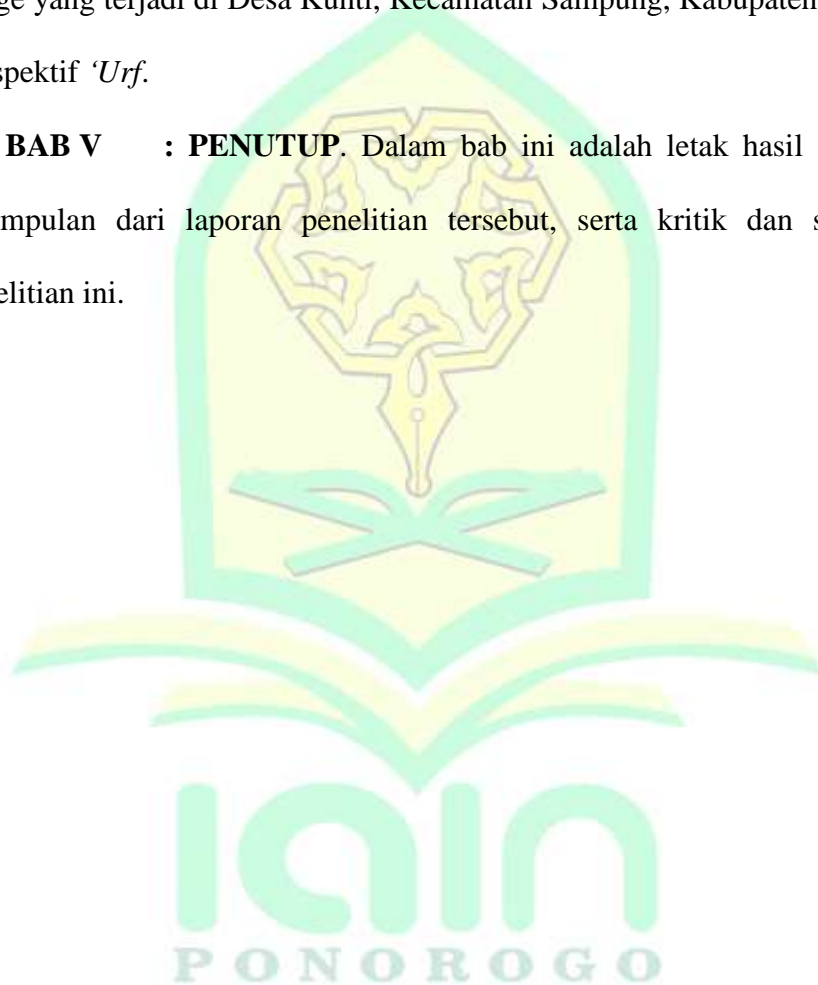 ge yang terjadi di Desa Kunti, Kecamatan Sampung, Kabupaten
spektif ‘Urf.
BAB V : PENUTUP. Dalam bab ini adalah letak hasil
mpulan dari laporan penelitian tersebut, serta kritik dan s
elitian ini.
IAIN
PONOROGO